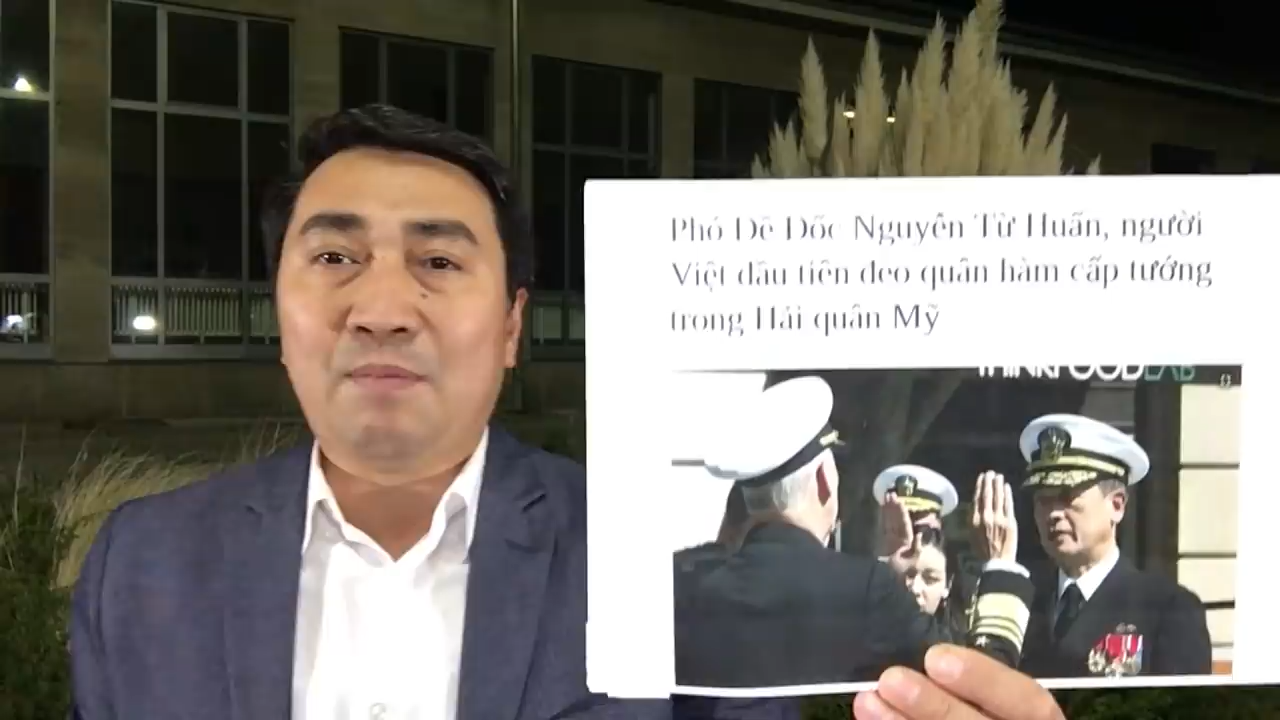 Phó Đề Đốc Nguyễn Từ Huấn, người
Việt đầu tiên đeo quân hàm cấp tướng
trong Hải quân Mỹ
THINKFOODLAB